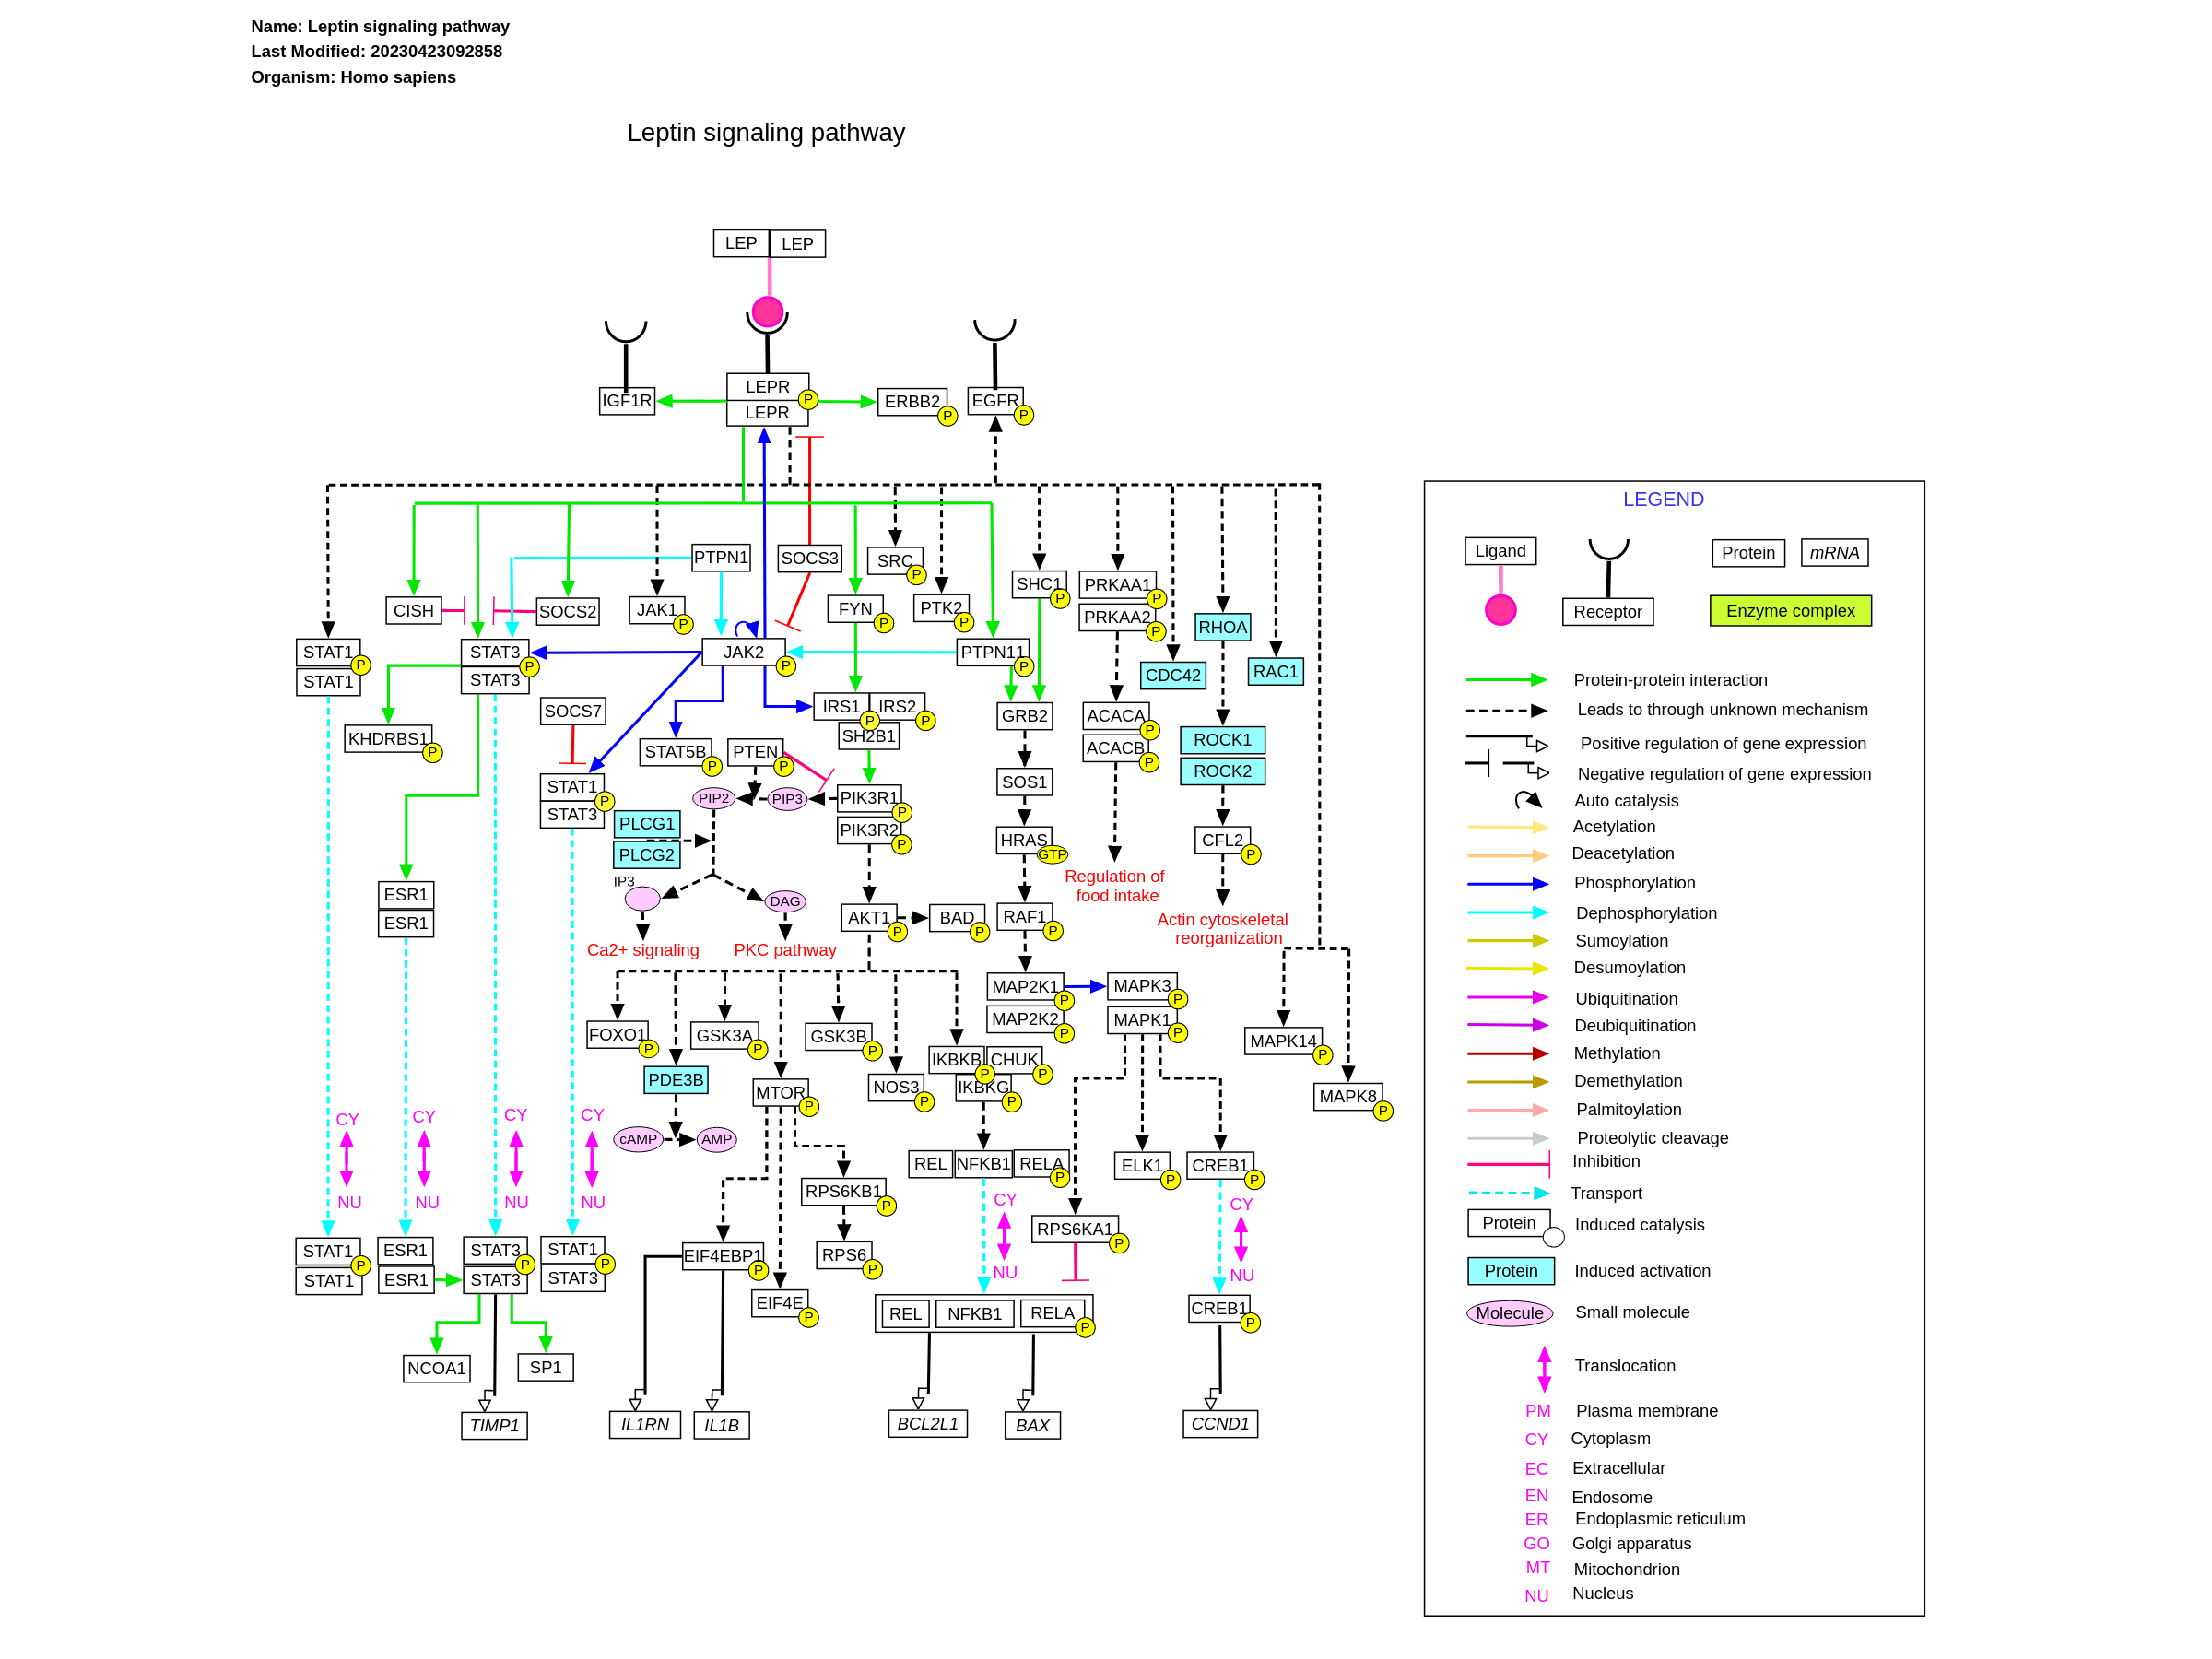 Name: Leptin signaling pathway
Last Modified: 20230423092858
Organism: Homo sapiens
Leptin signaling pathway
LEP LEP
IGF1R
LEPR P
LEPR
ERBB2 P
EGFR P
PTPN1
SOCS3
SRC P
CISH
SOCS2
JAK1 P
FYN P
PTK2 P
SHC1 P
PRKAA1 P
PRKAA2 P
RHOA
STAT1 P
STAT1
STAT3 P
STAT3
JAK2 P
PTPN11 P
CDC42
RAC1
SOCS7
IRS1 P
IRS2 P
SH2B1
GRB2
ACACA P
ACACB P
KHDRBS1 P
STAT5B P
PTEN P
ROCK1
ROCK2
STAT1 P
STAT3
PIP2
PIP3
PIK3R1 P
PIK3R2 P
SOS1
PLCG1
PLCG2
HRAS GTP
CFL2 P
IP3
DAG
Regulation of
food intake
ESR1
ESR1
AKT1 P
BAD P
RAF1 P
Actin cytoskeletal
reorganization
Ca2+ signaling
PKC pathway
MAP2K1 P
MAP2K2 P
MAPK3 P
MAPK1 P
FOXO1 P
GSK3A P
GSK3B P
MAPK14 P
PDE3B
MTOR P
NOS3 P
IKBKB P
CHUK P
IKBKG P
MAPK8 P
CY
CY
CY
CY
cAMP
AMP
REL
NFKB1
RELA P
ELK1 P
CREB1 P
NU
NU
NU
NU
RPS6KB1 P
CY
NU
RPS6KA1 P
CY
NU
STAT1 P
STAT1
ESR1
ESR1
STAT3 P
STAT3
STAT1 P
STAT3
EIF4EBP1 P
RPS6 P
EIF4E P
REL
NFKB1
RELA P
CREB1 P
NCOA1
SP1
TIMP1
IL1RN
IL1B
BCL2L1
BAX
CCND1
LEGEND
Ligand
Receptor
Protein
mRNA
Enzyme complex
Protein-protein interaction
Leads to through unknown mechanism
Positive regulation of gene expression
Negative regulation of gene expression
Auto catalysis
Acetylation
Deacetylation
Phosphorylation
Dephosphorylation
Sumoylation
Desumoylation
Ubiquitination
Deubiquitination
Methylation
Demethylation
Palmitoylation
Proteolytic cleavage
Inhibition
Transport
Protein Induced catalysis
Protein Induced activation
Molecule Small molecule
Translocation
PM Plasma membrane
CY Cytoplasm
EC Extracellular
EN Endosome
ER Endoplasmic reticulum
GO Golgi apparatus
MT Mitochondrion
NU Nucleus